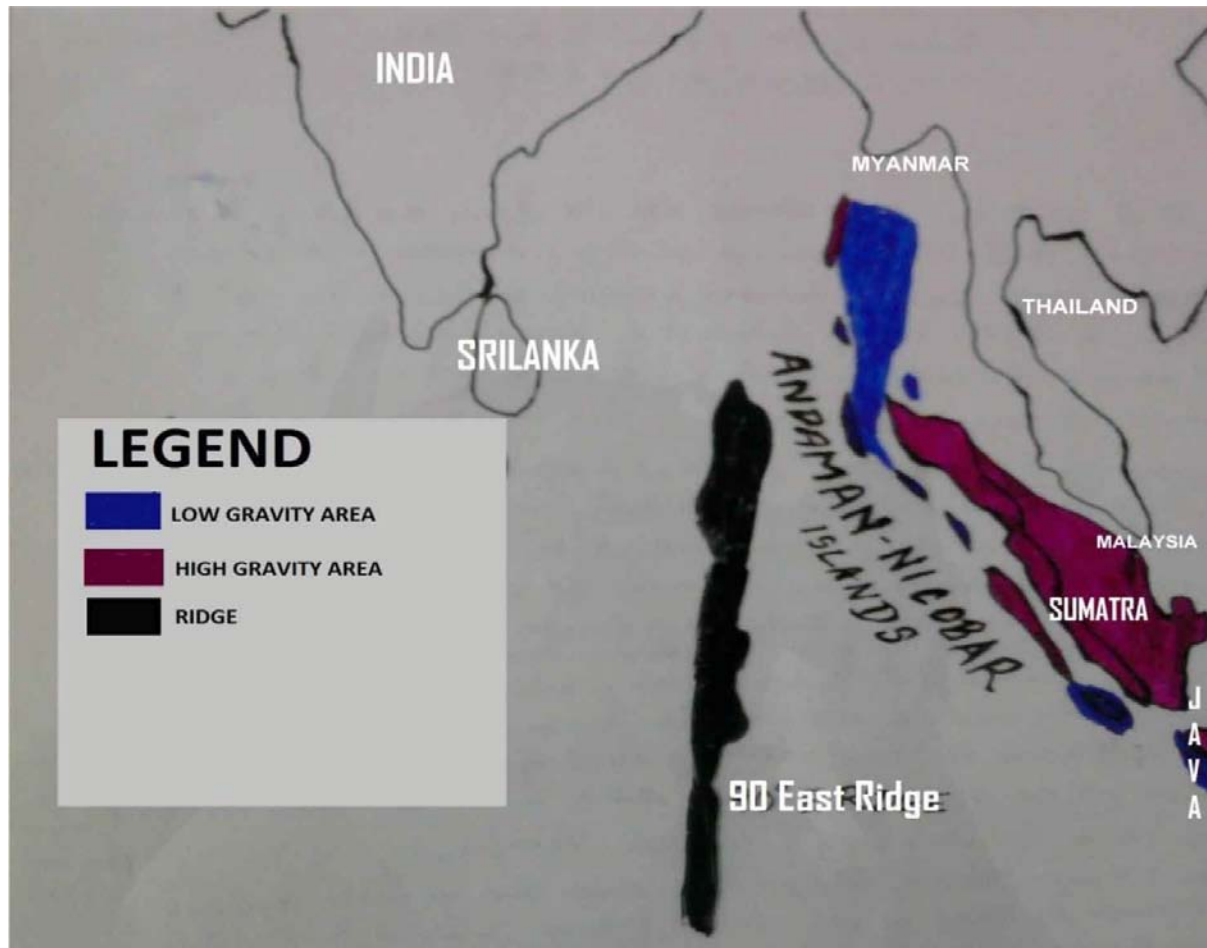 INDIA
MYANMAR
THAILAND
SRILANKA
ANDAMAN-NICOBAR
ISLANDS
LEGEND
LOW GRAVITY AREA
HIGH GRAVITY AREA
RIDGE
MALAYSIA
SUMATRA
JAVA
90 East Ridge